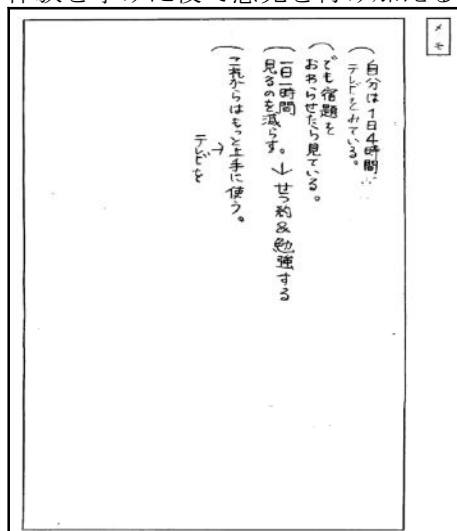 メモ
自分は1日4時間…
テレビをみている。
でも宿題を
おわらせたら見ている。
一日一時間
見るのを減らす。→せつ約&勉強する
これからはもっと上手に使う。
テレビを